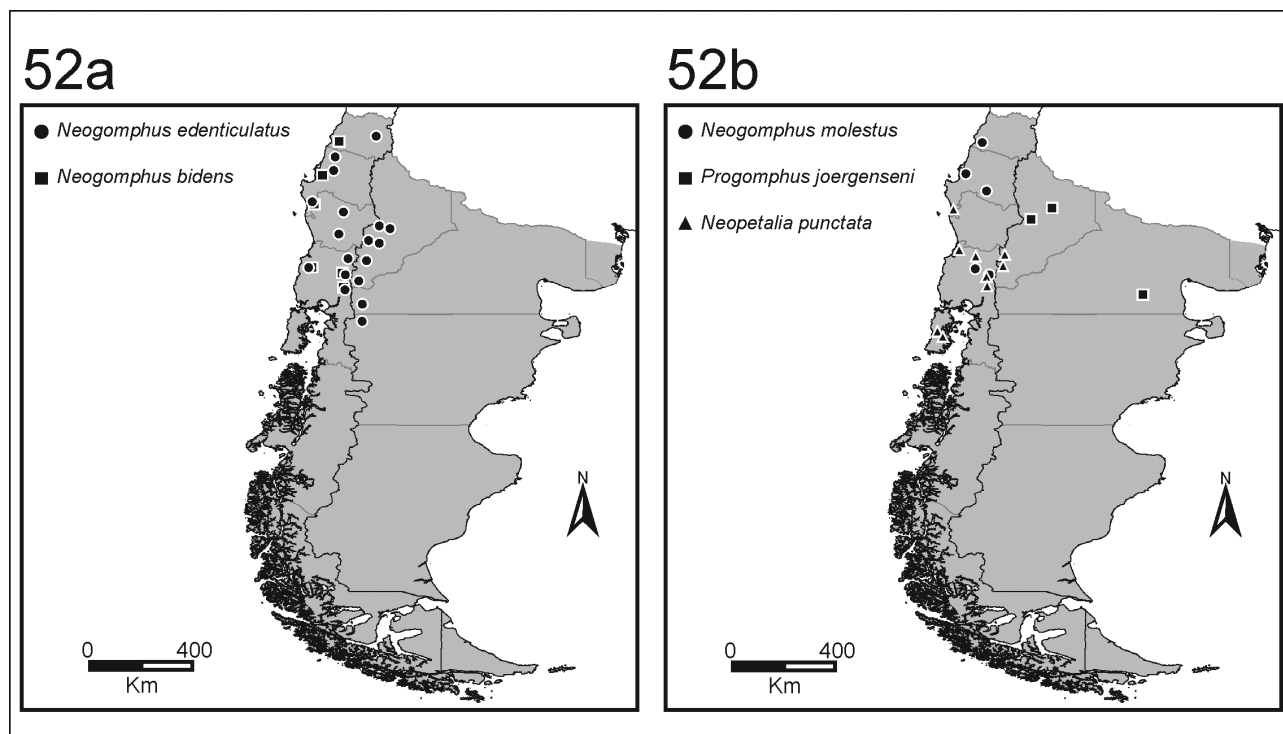 52a
Neogomphus edenticulatus
Neogomphus bidens
N
0 400
Km
52b
Neogomphus molestus
Progomphus joergenseni
Neopetalia punctata
N
0 400
Km